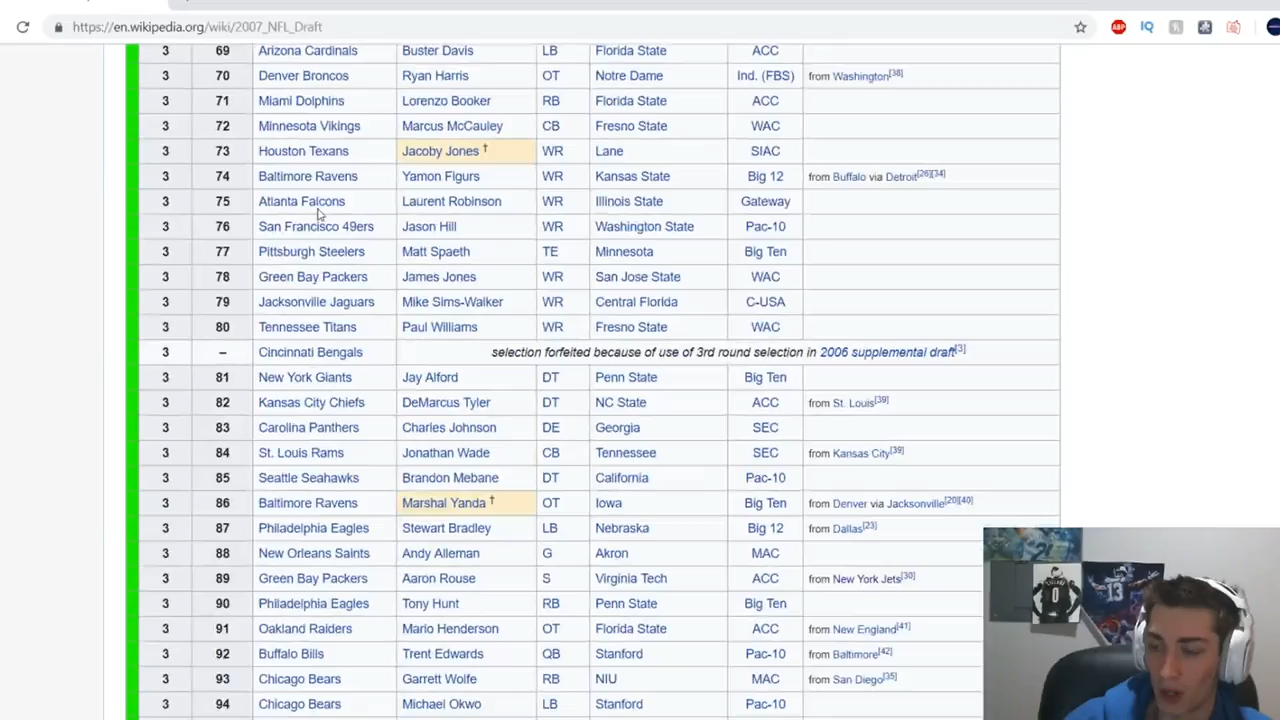 https://en.wikipedia.org/wiki/2007_NFL_Draft
ABP
IQ
3 69 Arizona Cardinals Buster Davis LB Florida State ACC
3 70 Denver Broncos Ryan Harris OT Notre Dame Ind. (FBS) from Washington[38]
3 71 Miami Dolphins Lorenzo Booker RB Florida State ACC
3 72 Minnesota Vikings Marcus McCauley CB Fresno State WAC
3 73 Houston Texans Jacoby Jones † WR Lane SIAC
3 74 Baltimore Ravens Yamon Figurs WR Kansas State Big 12 from Buffalo via Detroit[26][34]
3 75 Atlanta Falcons Laurent Robinson WR Illinois State Gateway
3 76 San Francisco 49ers Jason Hill WR Washington State Pac-10
3 77 Pittsburgh Steelers Matt Spaeth TE Minnesota Big Ten
3 78 Green Bay Packers James Jones WR San Jose State WAC
3 79 Jacksonville Jaguars Mike Sims-Walker WR Central Florida C-USA
3 80 Tennessee Titans Paul Williams WR Fresno State WAC
3 – Cincinnati Bengals selection forfeited because of use of 3rd round selection in 2006 supplemental draft[3]
3 81 New York Giants Jay Alford DT Penn State Big Ten
3 82 Kansas City Chiefs DeMarcus Tyler DT NC State ACC from St. Louis[39]
3 83 Carolina Panthers Charles Johnson DE Georgia SEC
3 84 St. Louis Rams Jonathan Wade CB Tennessee SEC from Kansas City[39]
3 85 Seattle Seahawks Brandon Mebane DT California Pac-10
3 86 Baltimore Ravens Marshal Yanda † OT Iowa Big Ten from Denver via Jacksonville[20][40]
3 87 Philadelphia Eagles Stewart Bradley LB Nebraska Big 12 from Dallas[23]
3 88 New Orleans Saints Andy Alleman G Akron MAC
3 89 Green Bay Packers Aaron Rouse S Virginia Tech ACC from New York Jets[30]
3 90 Philadelphia Eagles Tony Hunt RB Penn State Big Ten
3 91 Oakland Raiders Mario Henderson OT Florida State ACC from New England[41]
3 92 Buffalo Bills Trent Edwards QB Stanford Pac-10 from Baltimore[42]
3 93 Chicago Bears Garrett Wolfe RB NIU MAC from San Diego[35]
3 94 Chicago Bears Michael Okwo LB Stanford Pac-10
0
13